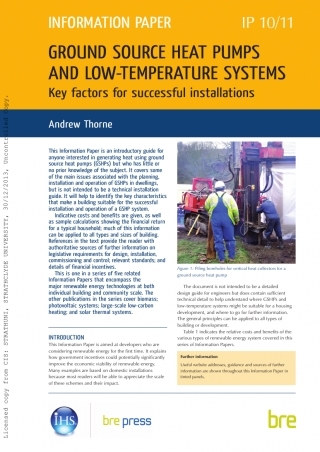 INFORMATION PAPER IP 10/11
GROUND SOURCE HEAT PUMPS
AND LOW-TEMPERATURE SYSTEMS
Key factors for successful installations
Andrew Thorne
This Information Paper is an introductory guide for
anyone interested in generating heat using ground
source heat pumps (GSHPs) but who has little or
no prior knowledge of the subject. It covers some
of the main issues associated with the planning,
installation and operation of GSHPs in dwellings,
but is not intended to be a technical installation
guide. It will help to identify the key characteristics
that make a building suitable for the successful
installation and operation of a GSHP system.
Indicative costs and benefits are given, as well
as sample calculations showing the financial return
for a typical household; much of this information
can be applied to all types and sizes of building.
References in the text provide the reader with
authoritative sources of further information on
legislative requirements for design, installation,
commissioning and control; relevant standards; and
details of financial incentives.
This is one in a series of five related
Information Papers that encompass the
major renewable energy technologies at both
individual building and community scale. The
other publications in the series cover biomass;
photovoltaic systems; large-scale low-carbon
heating; and solar thermal systems.
INTRODUCTION
This Information Paper is aimed at developers who are
considering renewable energy for the first time. It explains
how government incentives could potentially significantly
improve the economic viability of renewable energy.
Many examples are based on domestic installations
because most readers will be able to appreciate the scale
of these schemes and their impact.
Figure 1: Piling boreholes for vertical heat collection for a
ground source heat pump
The document is not intended to be a detailed
design guide for engineers but does contain sufficient
technical detail to help understand where GSHPs and
low-temperature systems might be suitable for a housing
development, and where to go for further information.
The general principles can be applied to all types of
building or development.
Table 1 indicates the relative costs and benefits of the
various types of renewable energy system covered in this
series of Information Papers.
Further information
Useful website addresses, guidance and sources of further
information are shown throughout this Information Paper in
tinted panels.
IHS bre press bre
Licensed copy from CIS: STRATHUNI, STRATHCLYDE UNIVERSITY, 30/12/2013, Uncontrolled Copy.